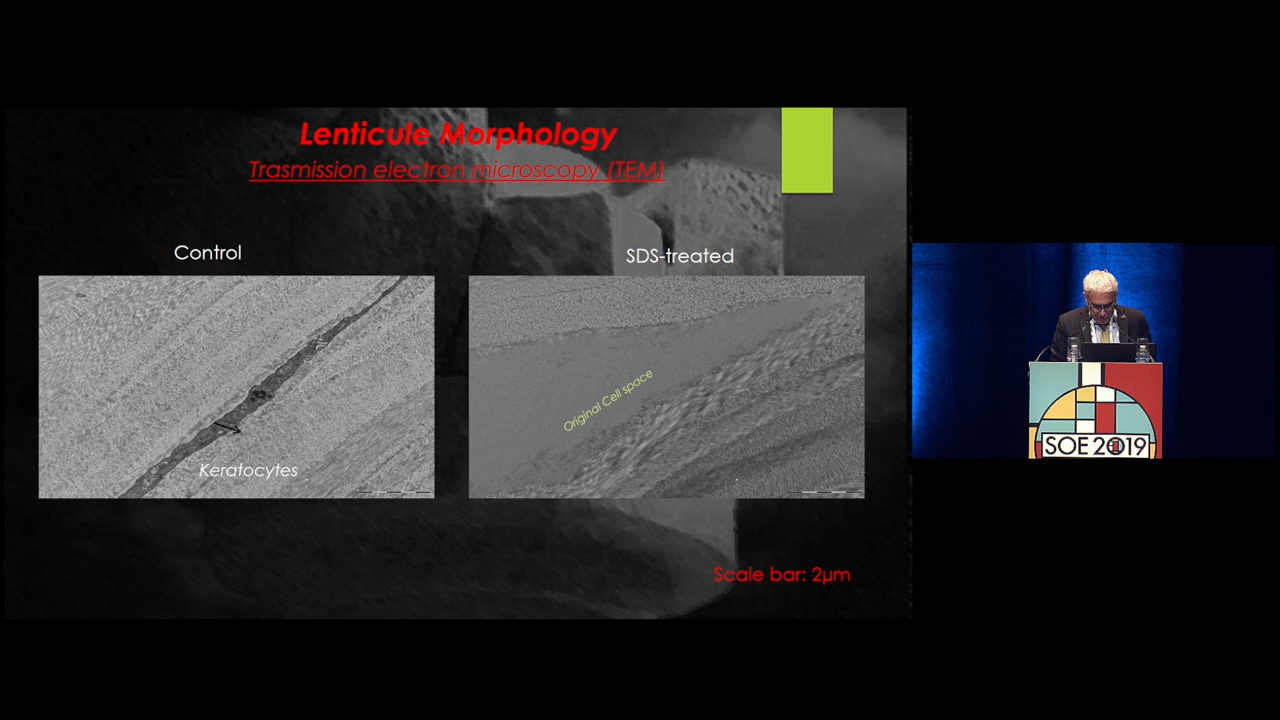 Lenticule Morphology
Trasmission electron microscopy (TEM)
Control
SDS-treated
Original Cell space
Keratocytes
Scale bar: 2µm
SOE 2019